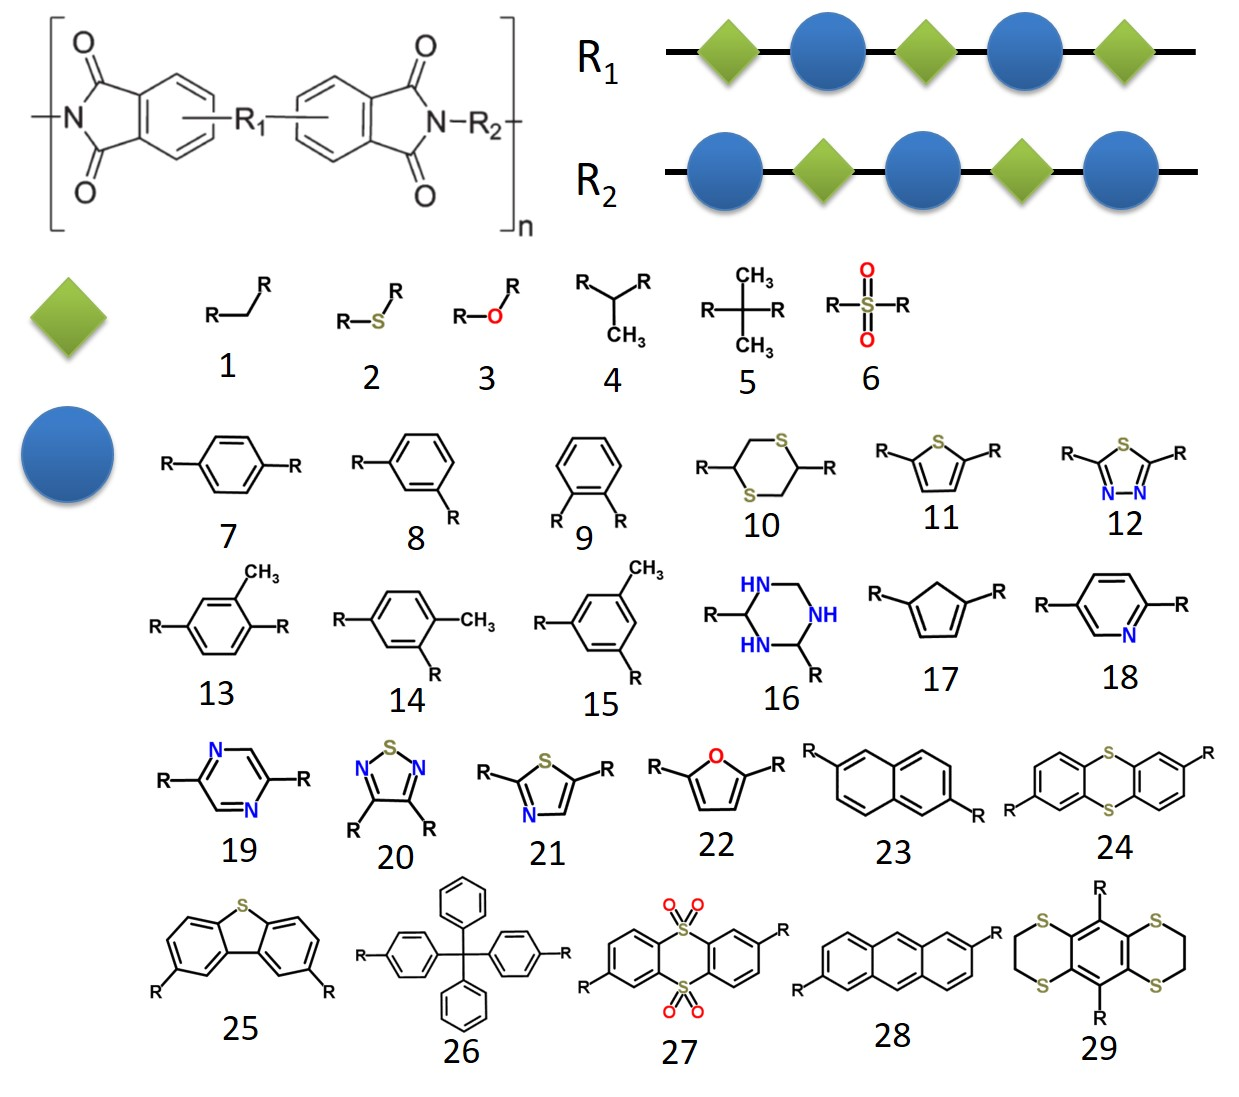 O O
N R1 N R2
O O
n
R1
R2
R R
R S R
R O R
R R CH3
CH3 R R CH3
O R S R O
1 2 3 4 5 6
R R
R R
R R
R S S R
R S R
R S R N N
7 8 9 10 11 12
CH3 R R
R CH3 R
CH3 R R
HN NH R HN R
R R
R R N
13 14 15 16 17 18
N R R N
S N N R R
S R R N
O R R
R R
S R S R
19 20 21 22 23 24
S R R
R R
O O S R R S O O
R R
R S S S S R
25 26 27 28 29